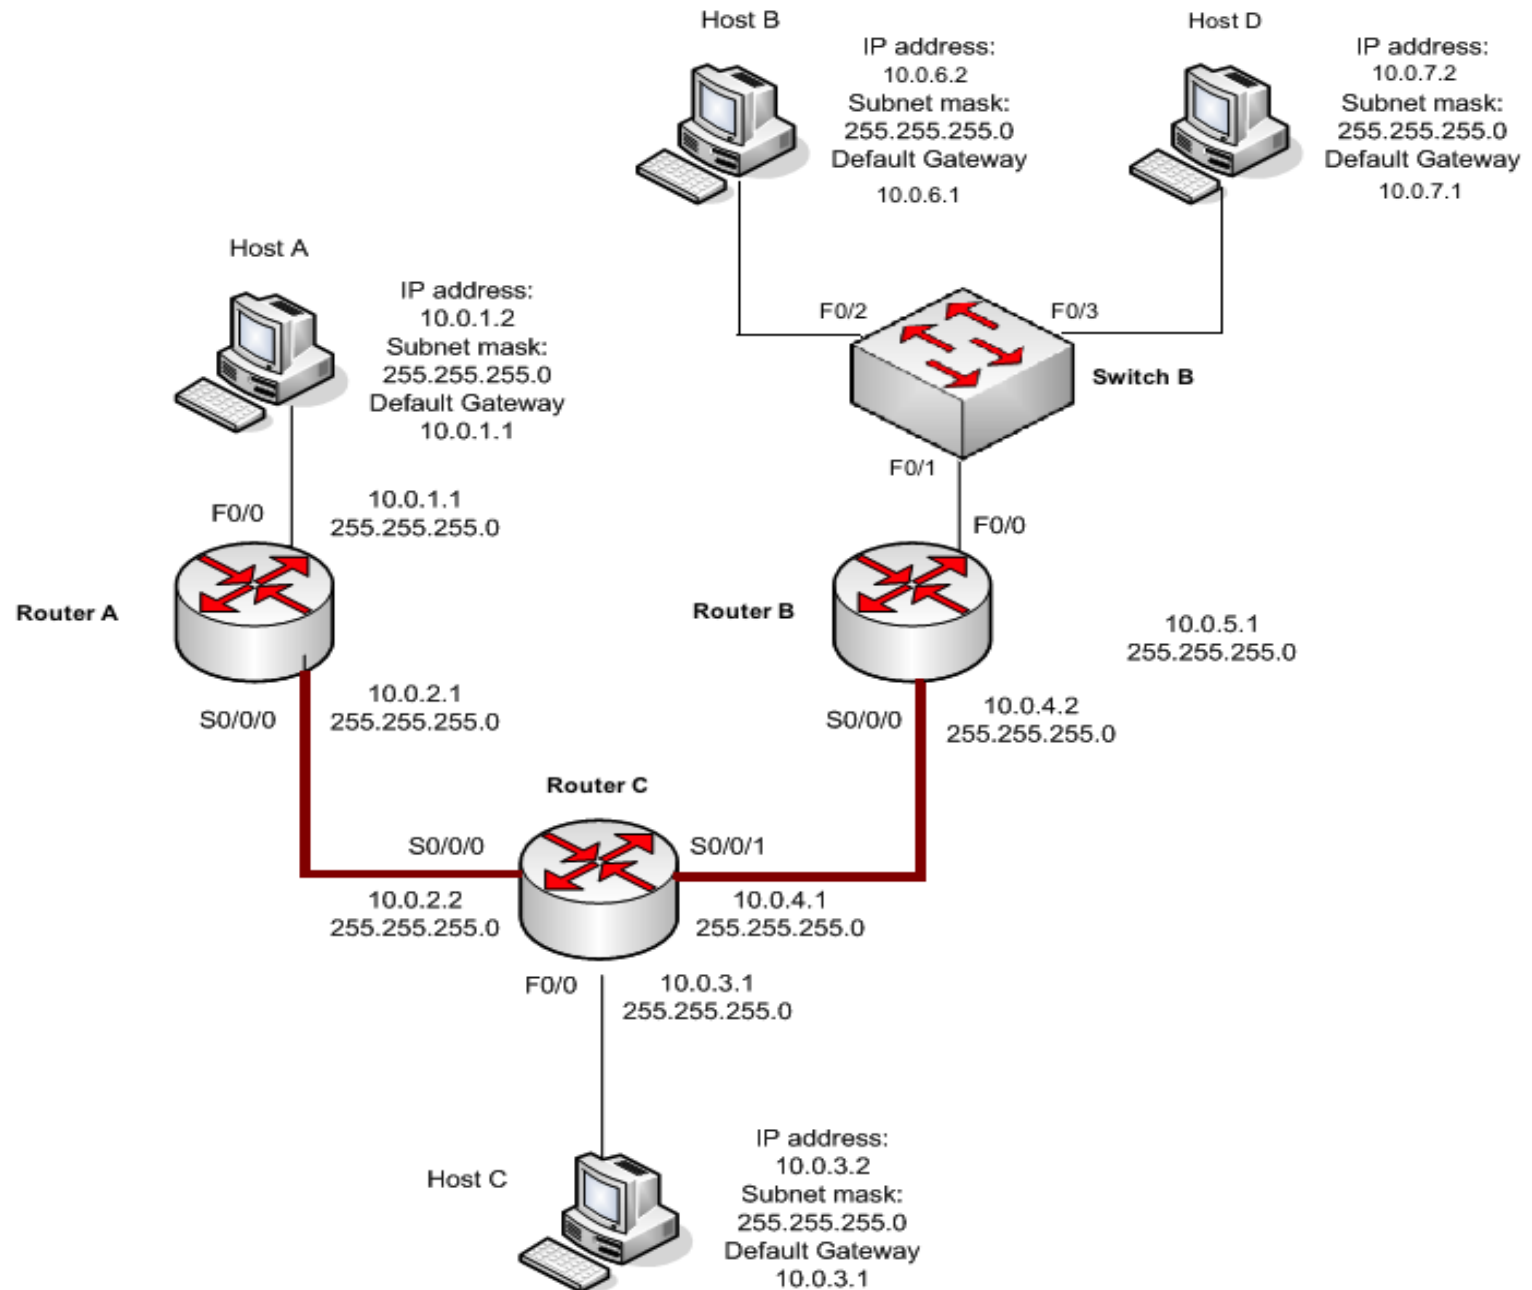 Host B
IP address:
10.0.6.2
Subnet mask:
255.255.255.0
Default Gateway
10.0.6.1
Host D
IP address:
10.0.7.2
Subnet mask:
255.255.255.0
Default Gateway
10.0.7.1
Host A
IP address:
10.0.1.2
Subnet mask:
255.255.255.0
Default Gateway
10.0.1.1
F0/2
F0/3
Switch B
F0/1
F0/0
10.0.1.1
255.255.255.0
F0/0
Router A
Router B
10.0.5.1
255.255.255.0
S0/0/0
10.0.2.1
255.255.255.0
S0/0/0
10.0.4.2
255.255.255.0
Router C
S0/0/0
S0/0/1
10.0.2.2
255.255.255.0
10.0.4.1
255.255.255.0
F0/0
10.0.3.1
255.255.255.0
Host C
IP address:
10.0.3.2
Subnet mask:
255.255.255.0
Default Gateway
10.0.3.1